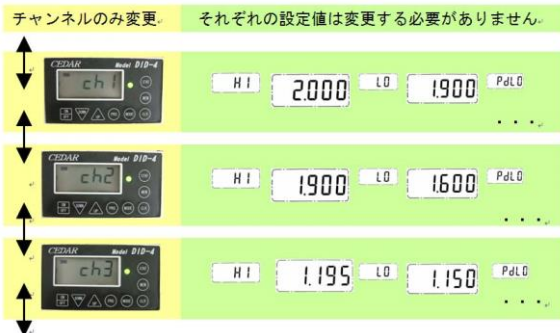 チャンネルのみ変更 それぞれの設定値は変更する必要がありません
CEDAR Model DID-4
ch1
HI 2.000 LO 1.900 PdLO
...
CEDAR Model DID-4
ch2
HI 1.900 LO 1.600 PdLO
...
CEDAR Model DID-4
ch3
HI 1.195 LO 1.150 PdLO
...